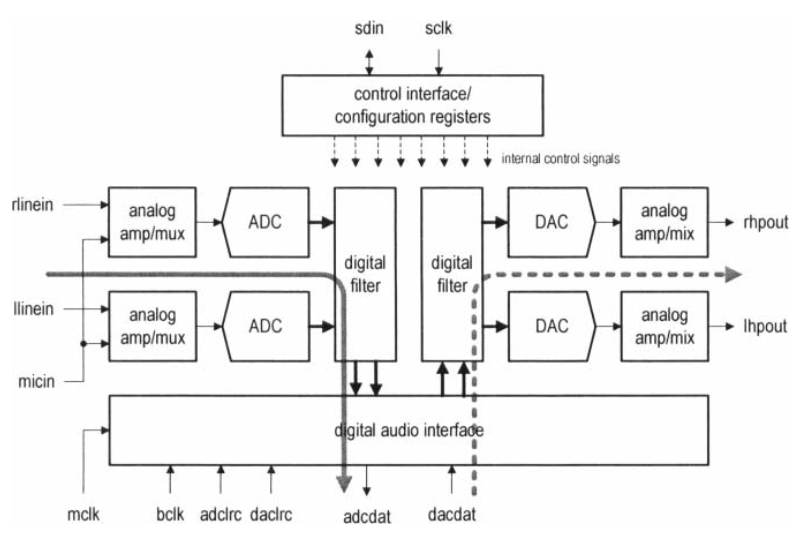 sdin
sclk
control interface/
configuration registers
internal control signals
rlinein
analog
amp/mux
ADC
digital
filter
digital
filter
DAC
analog
amp/mix
rhpout
llinein
analog
amp/mux
ADC
DAC
analog
amp/mix
lhpout
micin
digital audio interface
mclk
bclk
adclrc
daclrc
adcdat
dacdat